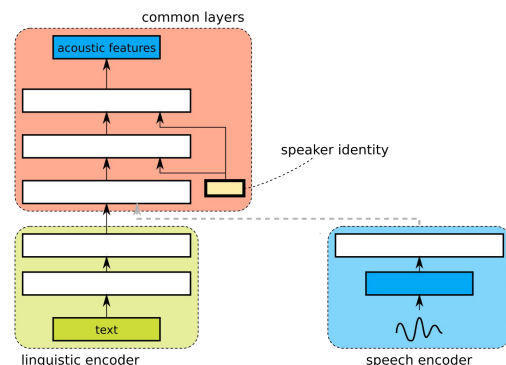 common layers
acoustic features
speaker identity
text
linguistic encoder
speech encoder